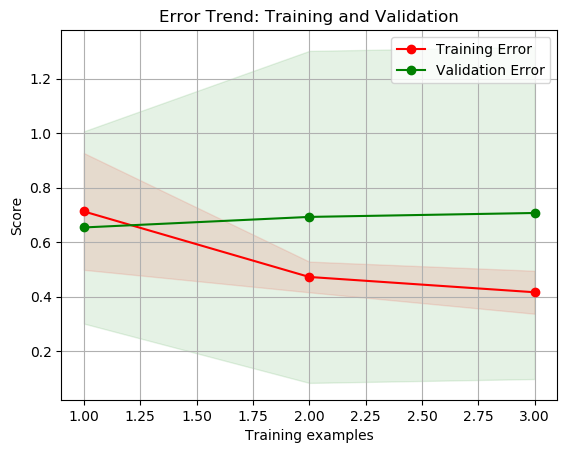 Error Trend: Training and Validation
Training Error
Validation Error
Score
1.2
1.0
0.8
0.6
0.4
0.2
1.00 1.25 1.50 1.75 2.00 2.25 2.50 2.75 3.00
Training examples